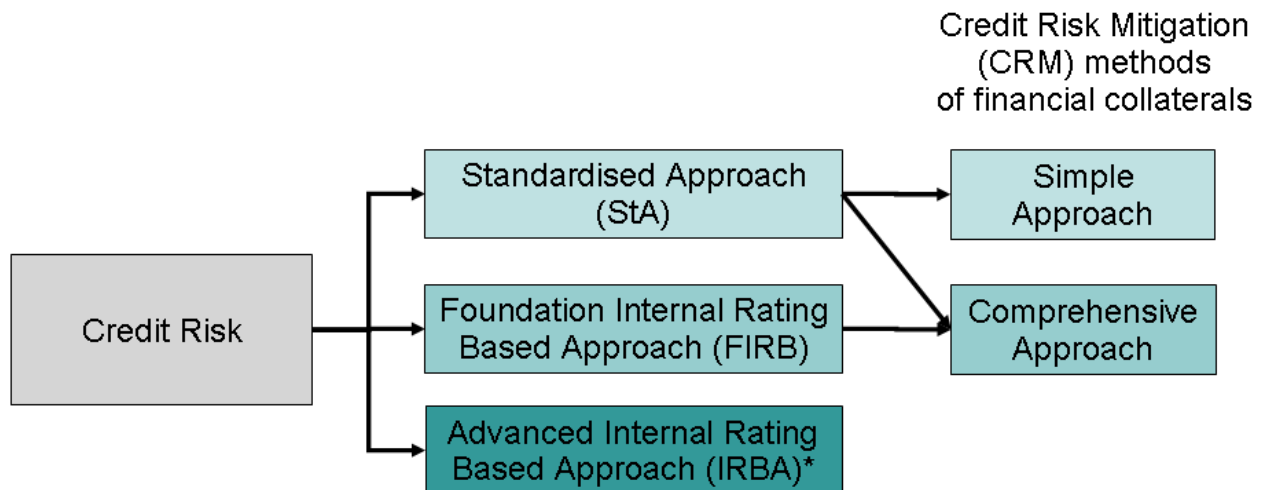 Credit Risk Mitigation
(CRM) methods
of financial collaterals
Standardised Approach
(StA)
Simple
Approach
Credit Risk
Foundation Internal Rating
Based Approach (FIRB)
Comprehensive
Approach
Advanced Internal Rating
Based Approach (IRBA)*